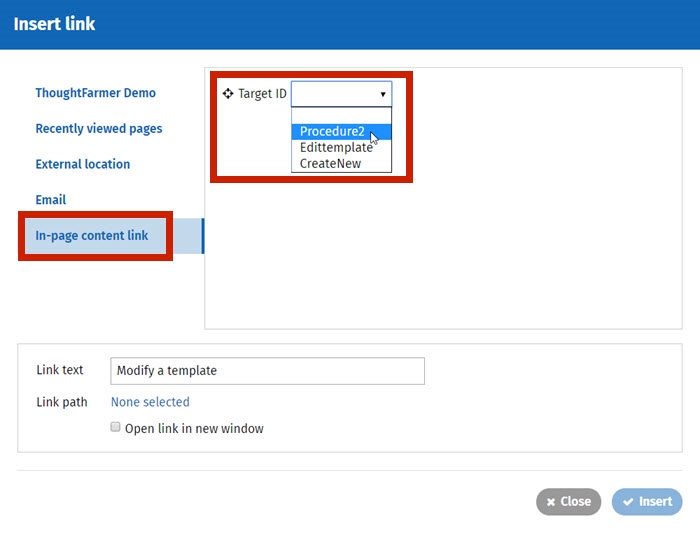 Insert link
ThoughtFarmer Demo
Recently viewed pages
External location
Email
In-page content link
Target ID
Procedure2
Edittemplate
CreateNew
Link text Modify a template
Link path None selected
Open link in new window
Close Insert